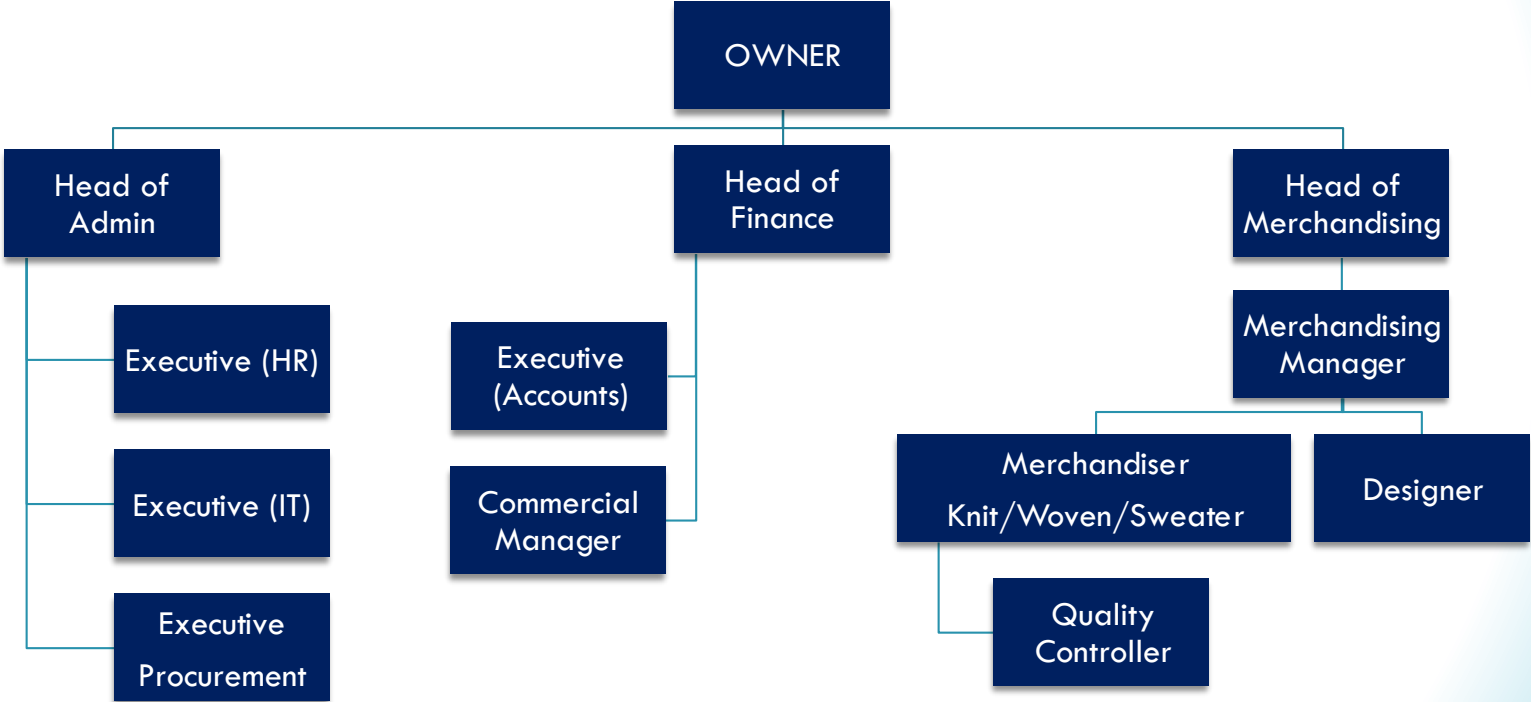 OWNER
Head of
Admin
Head of
Finance
Head of
Merchandising
Executive (HR)
Executive (IT)
Executive
Procurement
Executive
(Accounts)
Commercial
Manager
Merchandising
Manager
Merchandiser
Knit/Woven/Sweater
Designer
Quality
Controller